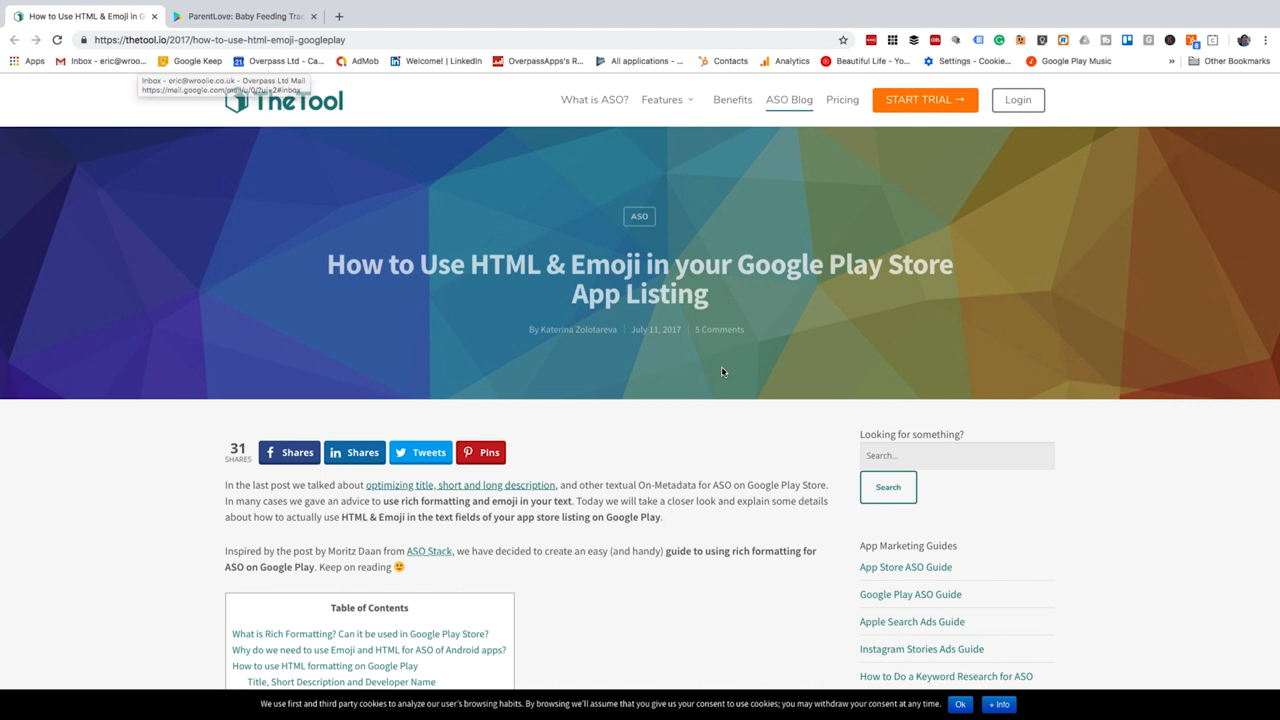 How to Use HTML & Emoji in G
ParentLove: Baby Feeding Trac
https://thetool.io/2017/how-to-use-html-emoji-googleplay
Apps
Inbox - eric@wroo...
Google Keep
Overpass Ltd - Ca...
AdMob
Welcome! | LinkedIn
OverpassApps's R...
All applications - ...
Contacts
Analytics
Beautiful Life - Yo...
Settings - Cookie...
Google Play Music
»
Other Bookmarks
Inbox - eric@wroolie.co.uk - Overpass Ltd Mail
TheTool
What is ASO?
Features
Benefits
ASO Blog
Pricing
START TRIAL →
Login
ASO
How to Use HTML & Emoji in your Google Play Store
App Listing
By Katerina Zolotareva | July 11, 2017 | 5 Comments
31
SHARES
Shares
Shares
Tweets
Pins
In the last post we talked about optimizing title, short and long description, and other textual On-Metadata for ASO on Google Play Store.
In many cases we gave an advice to use rich formatting and emoji in your text. Today we will take a closer look and explain some details
about how to actually use HTML & Emoji in the text fields of your app store listing on Google Play.
Inspired by the post by Moritz Daan from ASO Stack, we have decided to create an easy (and handy) guide to using rich formatting for
ASO on Google Play. Keep on reading 🙂
Table of Contents
What is Rich Formatting? Can it be used in Google Play Store?
Why do we need to use Emoji and HTML for ASO of Android apps?
How to use HTML formatting on Google Play
Title, Short Description and Developer Name
Looking for something?
Search...
Search
App Marketing Guides
App Store ASO Guide
Google Play ASO Guide
Apple Search Ads Guide
Instagram Stories Ads Guide
How to Do a Keyword Research for ASO
We use first and third party cookies to analyze our user's browsing habits. By browsing we'll assume that you give us your consent to use cookies; you may withdraw your consent at any time.
Ok
+ Info